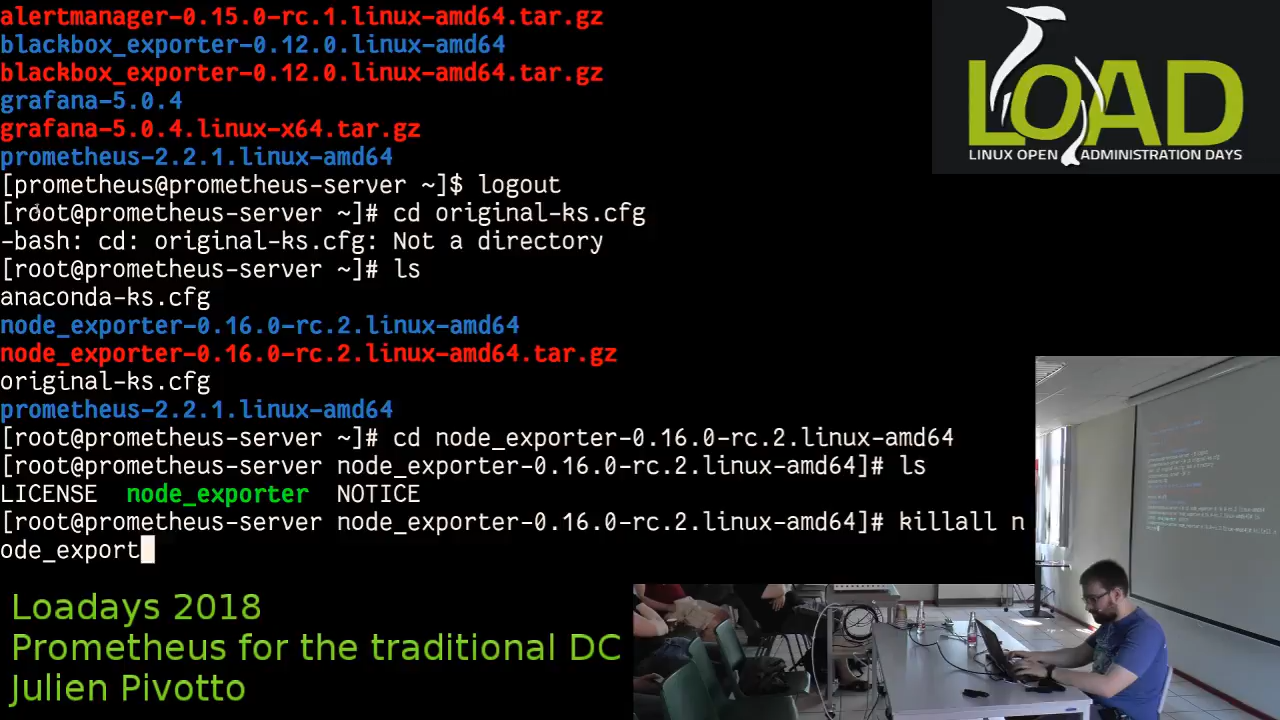 alertmanager-0.15.0-rc.1.linux-amd64.tar.gz
blackbox_exporter-0.12.0.linux-amd64
blackbox_exporter-0.12.0.linux-amd64.tar.gz
grafana-5.0.4
grafana-5.0.4.linux-x64.tar.gz
prometheus-2.2.1.linux-amd64
[prometheus@prometheus-server ~]$ logout
[root@prometheus-server ~]# cd original-ks.cfg
-bash: cd: original-ks.cfg: Not a directory
[root@prometheus-server ~]# ls
anaconda-ks.cfg
node_exporter-0.16.0-rc.2.linux-amd64
node_exporter-0.16.0-rc.2.linux-amd64.tar.gz
original-ks.cfg
prometheus-2.2.1.linux-amd64
[root@prometheus-server ~]# cd node_exporter-0.16.0-rc.2.linux-amd64
[root@prometheus-server node_exporter-0.16.0-rc.2.linux-amd64]# ls
LICENSE node_exporter NOTICE
[root@prometheus-server node_exporter-0.16.0-rc.2.linux-amd64]# killall n
ode_export
LOAD
LINUX OPEN ADMINISTRATION DAYS
Loadays 2018
Prometheus for the traditional DC
Julien Pivotto